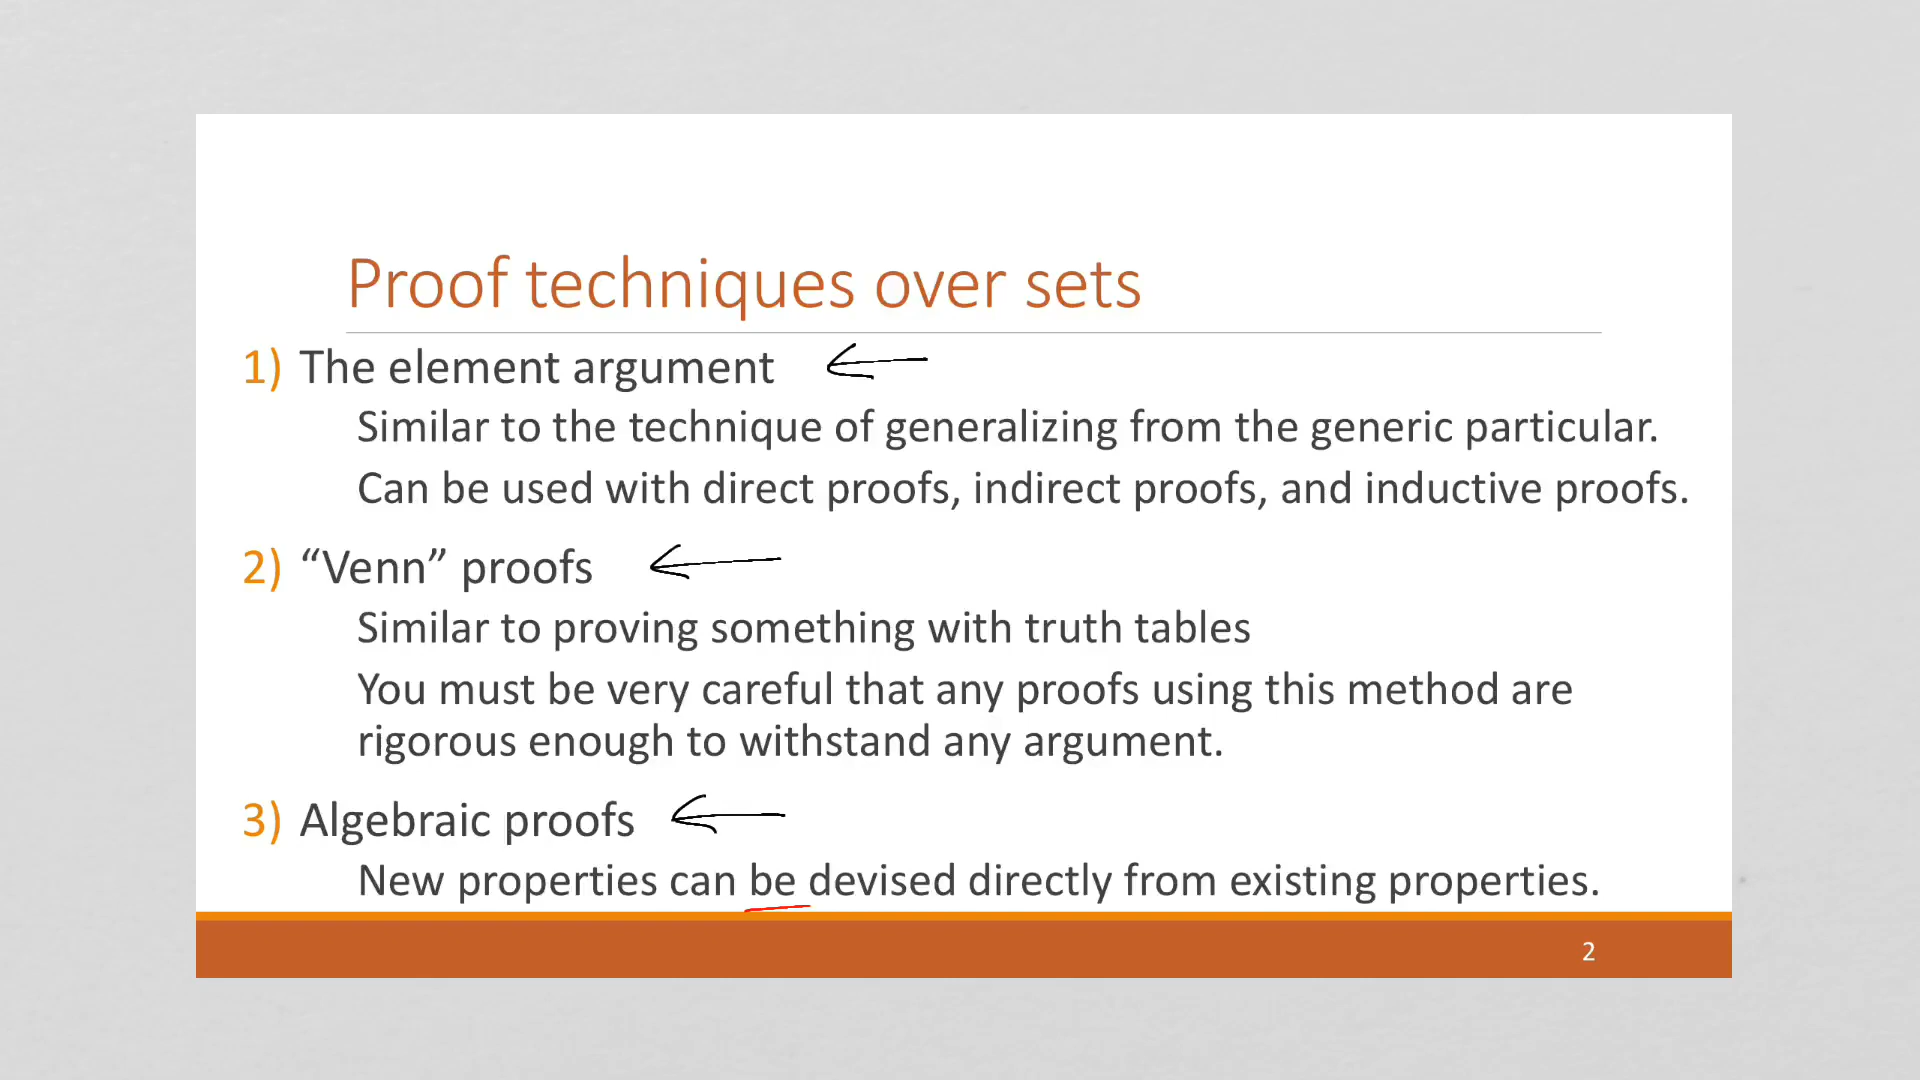 Proof techniques over sets
1) The element argument
Similar to the technique of generalizing from the generic particular.
Can be used with direct proofs, indirect proofs, and inductive proofs.
2) “Venn” proofs
Similar to proving something with truth tables
You must be very careful that any proofs using this method are
rigorous enough to withstand any argument.
3) Algebraic proofs
New properties can be devised directly from existing properties.
2